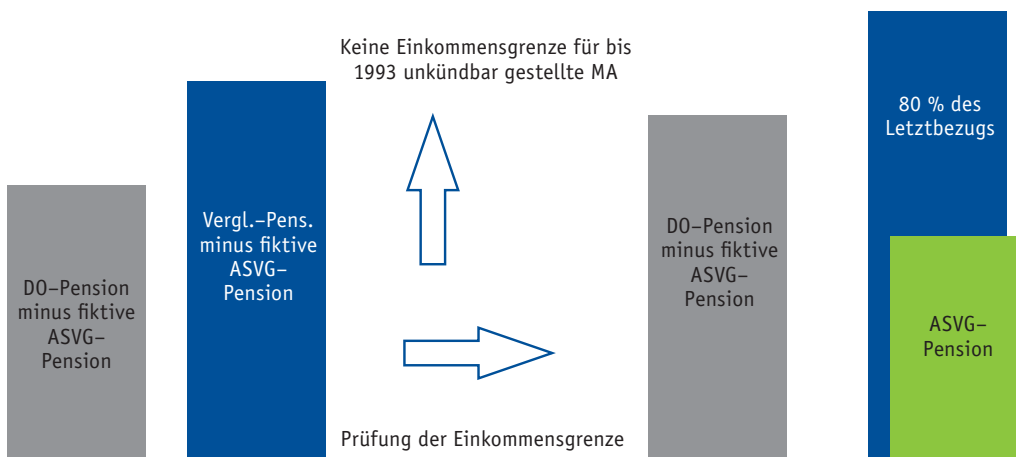 Keine Einkommensgrenze für bis
1993 unkündbar gestellte MA
80 % des
Letztbezugs
Vergl.–Pens.
minus fiktive
ASVG–
Pension
DO–Pension
minus fiktive
ASVG–
Pension
DO–Pension
minus fiktive
ASVG–
Pension
ASVG–
Pension
Prüfung der Einkommensgrenze